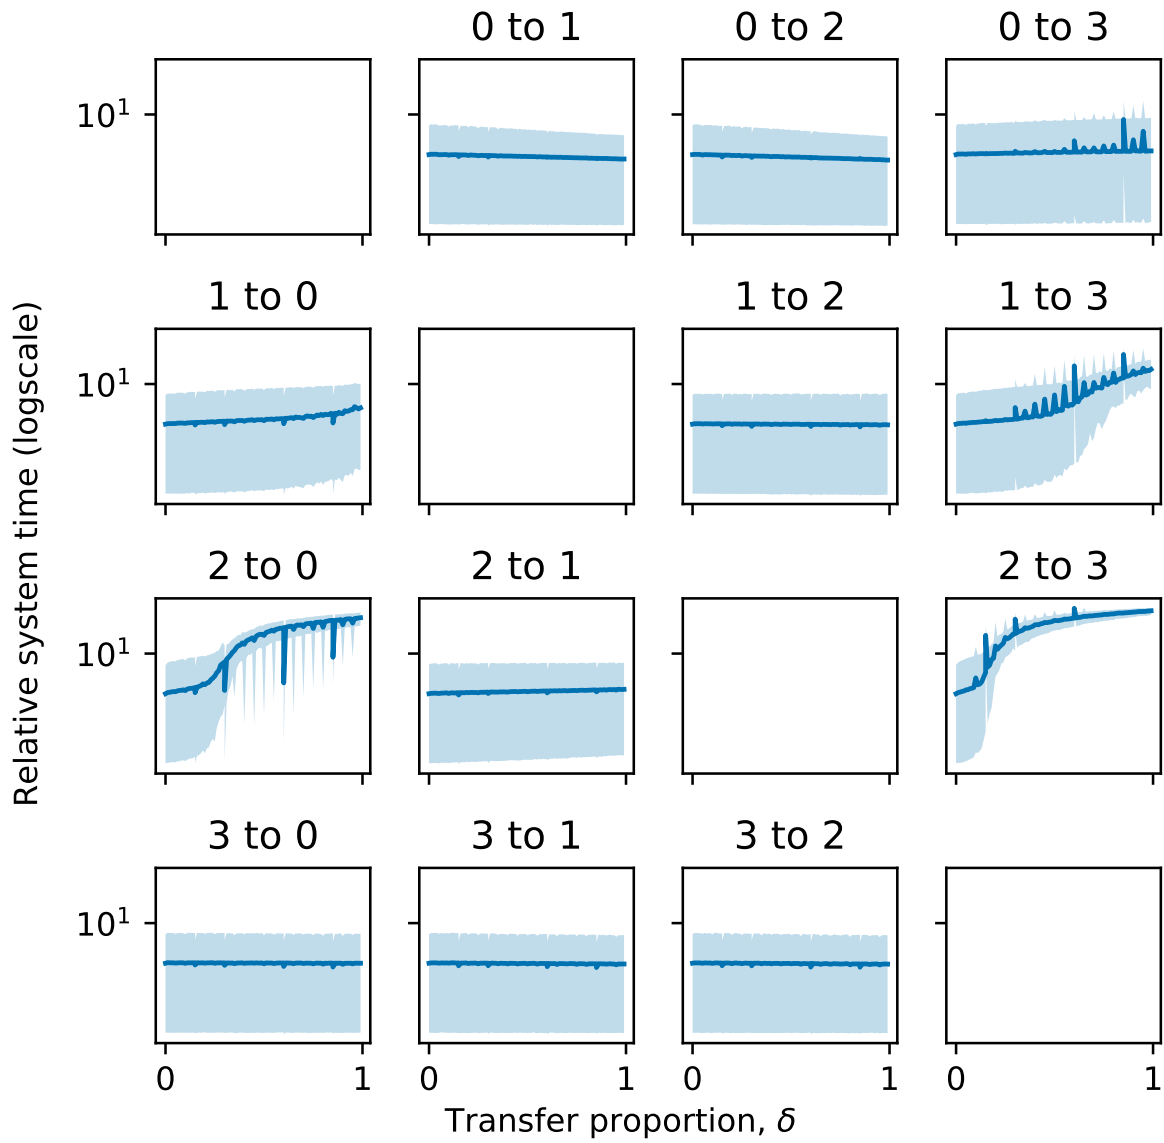 0 to 1
0 to 2
0 to 3
10¹
1 to 0
1 to 2
1 to 3
10¹
2 to 0
2 to 1
2 to 3
10¹
3 to 0
3 to 1
3 to 2
10¹
0 1
0 1
0 1
0 1
Transfer proportion, δ
Relative system time (logscale)